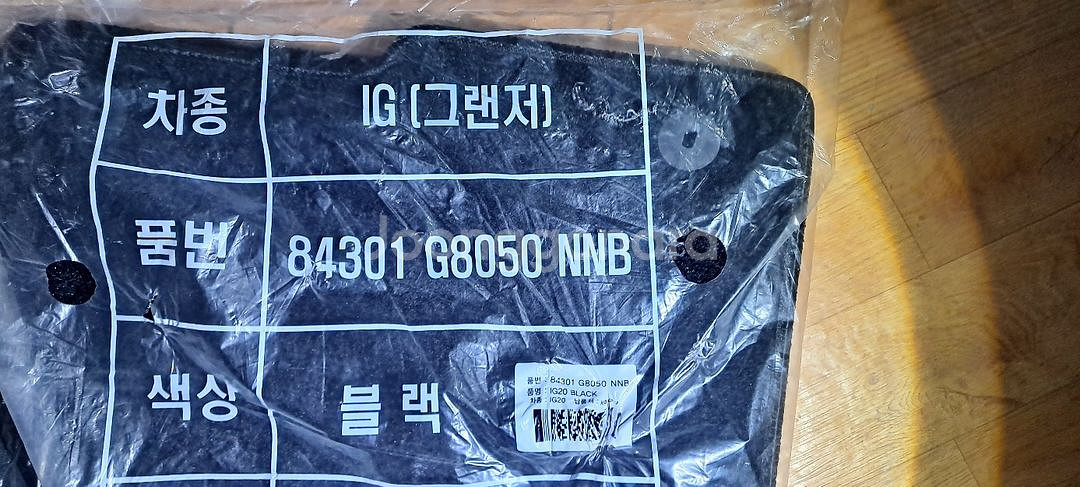 차종 IG (그랜저)
품번 84301 G8050 NNB
색상 블랙
품번 : 84301 G8050 NNB
품명 : IG20 BLACK
차종 : IG20